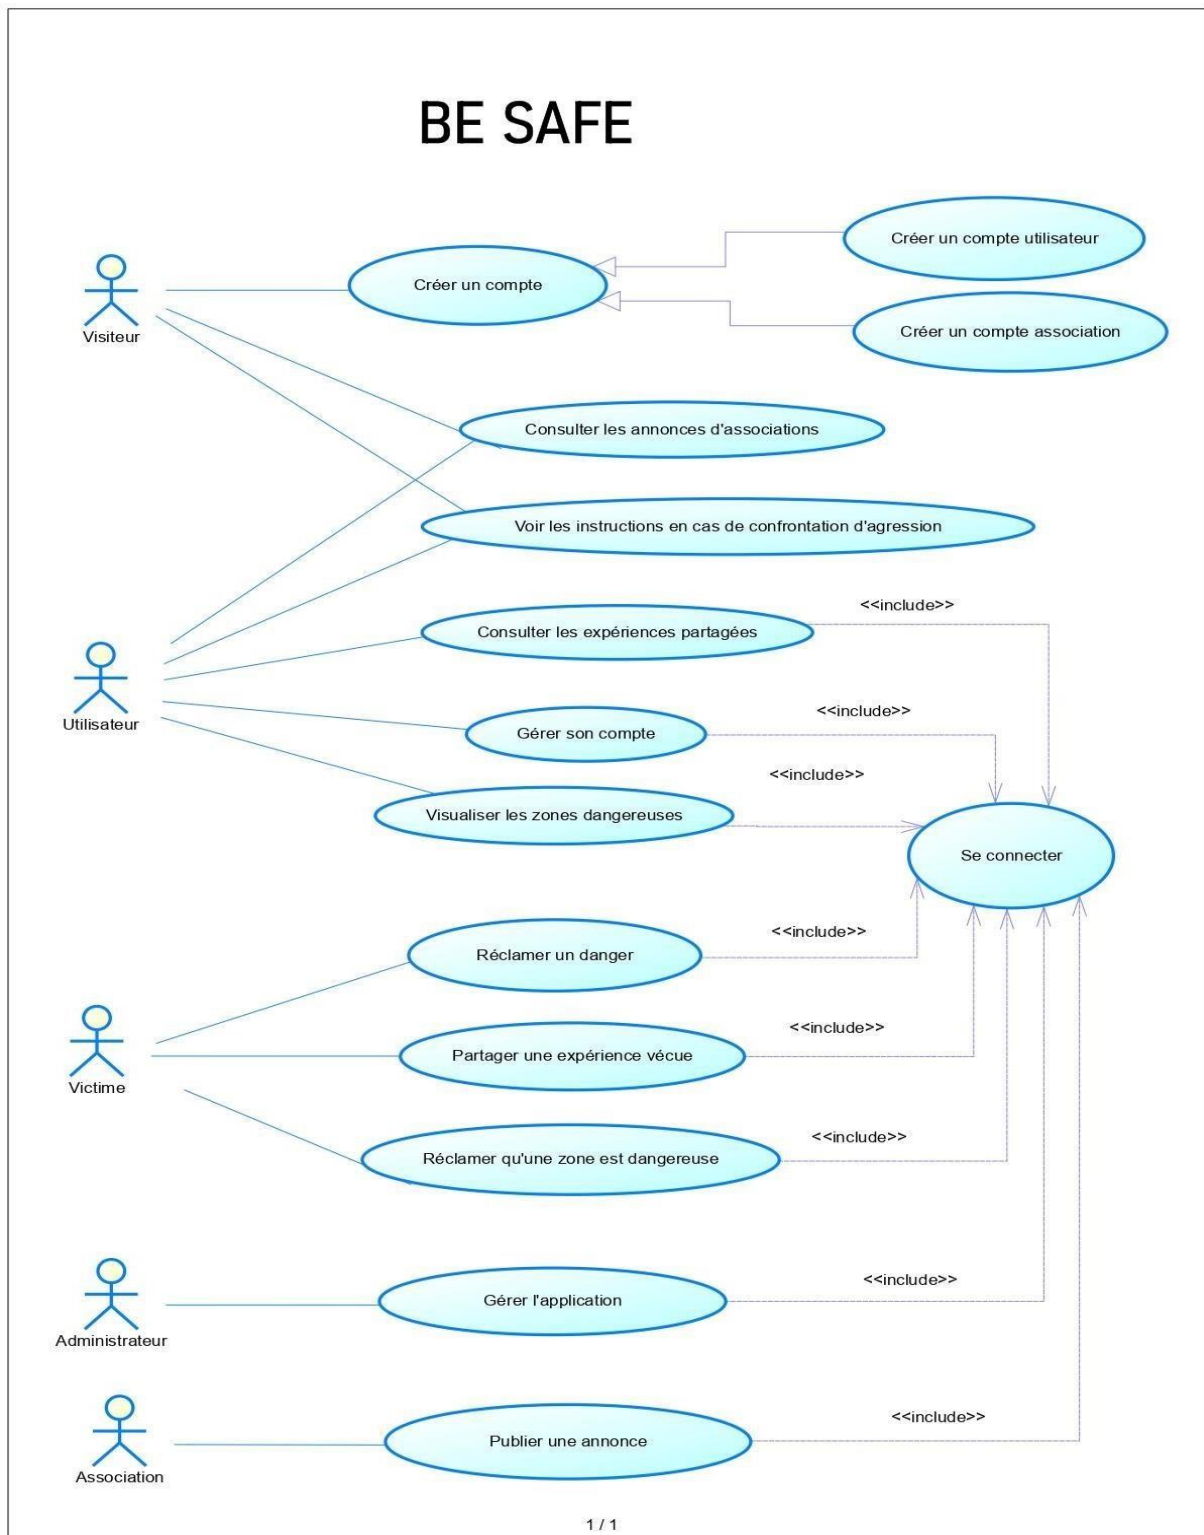 BE SAFE
Créer un compte utilisateur
Créer un compte
Visiteur
Créer un compte association
Consulter les annonces d'associations
Voir les instructions en cas de confrontation d'agression
<<include>>
Consulter les expériences partagées
Utilisateur
<<include>>
Gérer son compte
<<include>>
Visualiser les zones dangereuses
Se connecter
<<include>>
Réclamer un danger
<<include>>
Partager une expérience vécue
Victime
<<include>>
Réclamer qu'une zone est dangereuse
<<include>>
Gérer l'application
Administrateur
<<include>>
Publier une annonce
Association
1 / 1